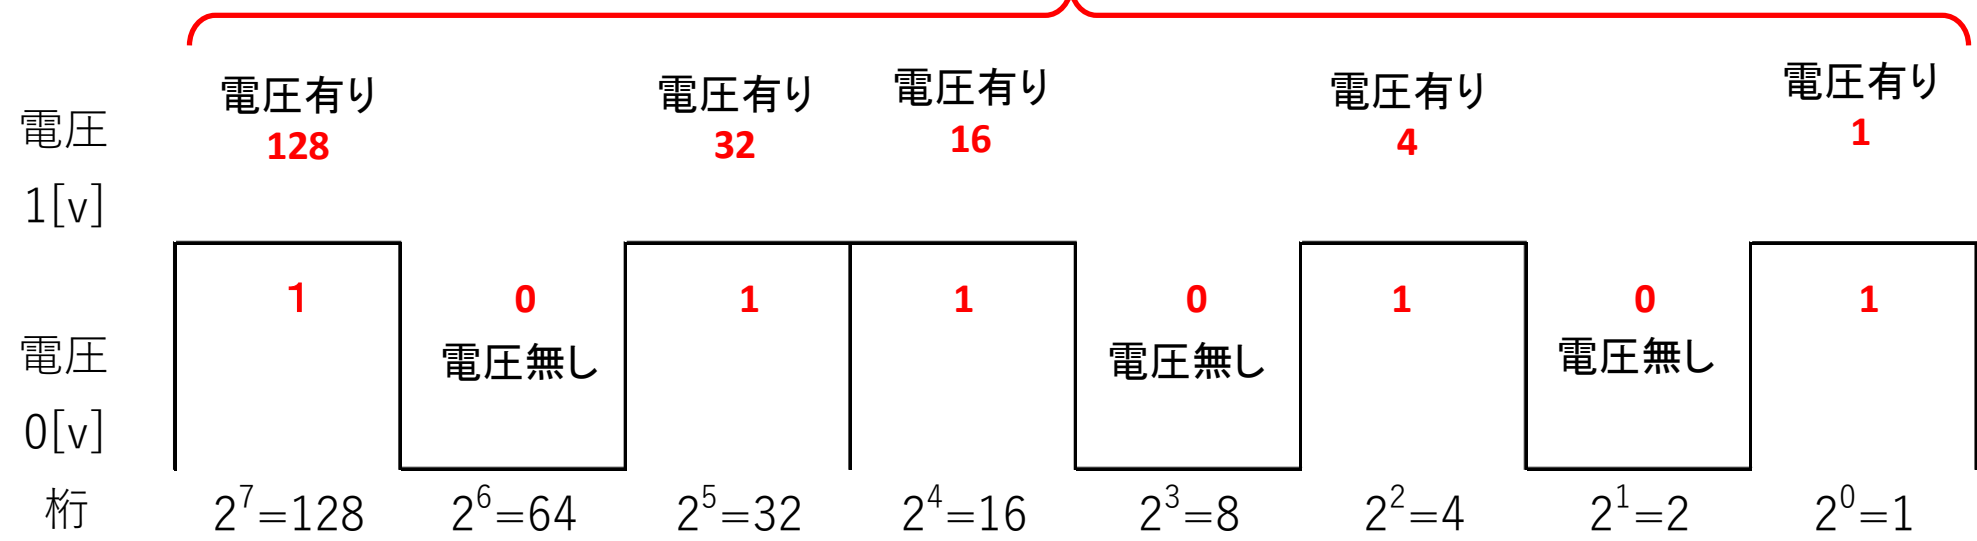 電圧有り 電圧有り 電圧有り 電圧有り 電圧有り
電圧 128 32 16 4 1
1[v]
1 0 1 1 0 1 0 1
電圧 電圧無し 電圧無し 電圧無し
0[v]
桁 2⁷=128 2⁶=64 2⁵=32 2⁴=16 2³=8 2²=4 2¹=2 2⁰=1